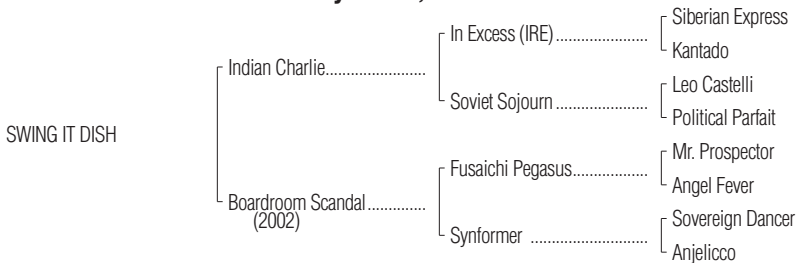 Siberian Express
In Excess (IRE)......................
Kantado
Indian Charlie........................
Leo Castelli
Soviet Sojourn ......................
Political Parfait
SWING IT DISH
Mr. Prospector
Fusaichi Pegasus..................
Angel Fever
Boardroom Scandal..............
(2002)
Sovereign Dancer
Synformer ............................
Anjelicco